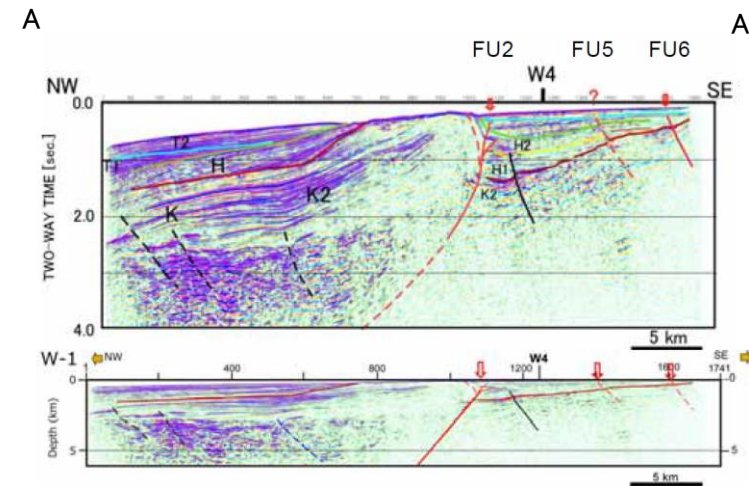 A A
FU2 FU5 FU6
W4
NW SE
?
0.0
T2
T1
H
H2
H1
K2
K
K2
2.0
4.0
TWO-WAY TIME [sec.]
5 km
W-1 NW W4 SE
1 400 800 1200 1600 1741
0 0
5 5
Depth (km)
5 km